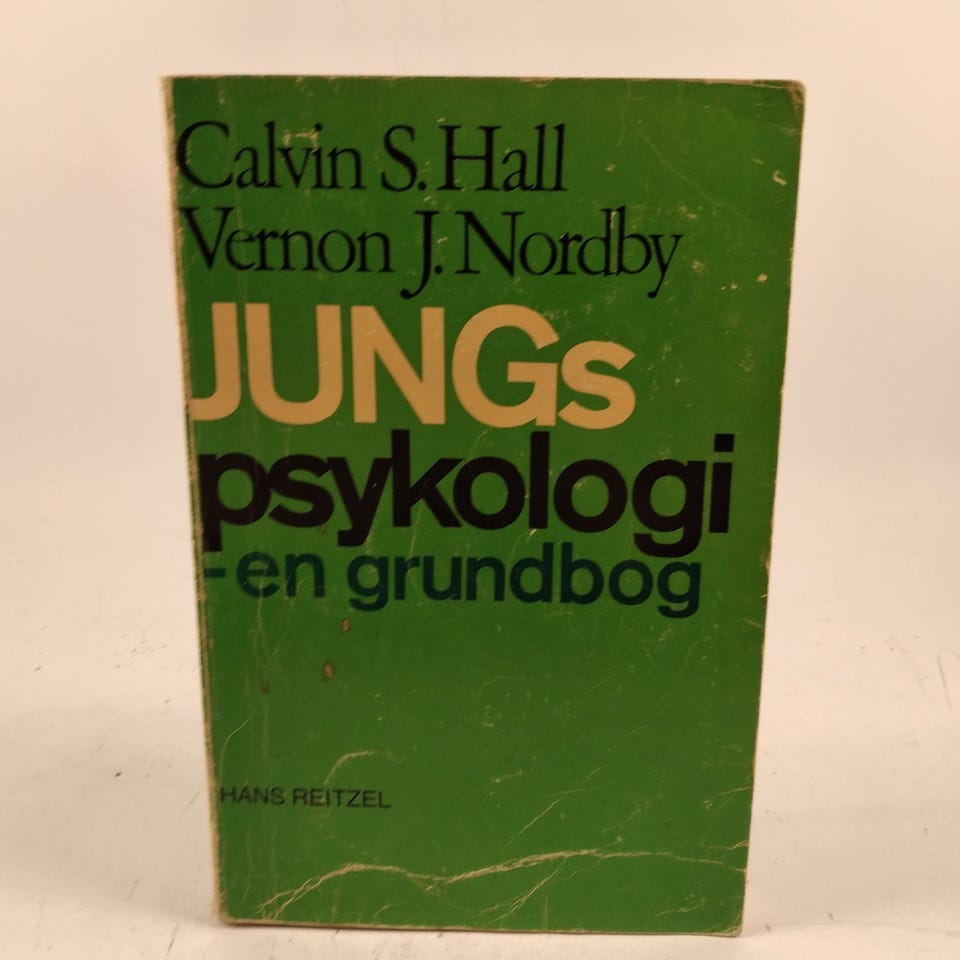 Calvin S. Hall
Vernon J. Nordby
JUNGs
psykologi
-en grundbog
HANS REITZEL